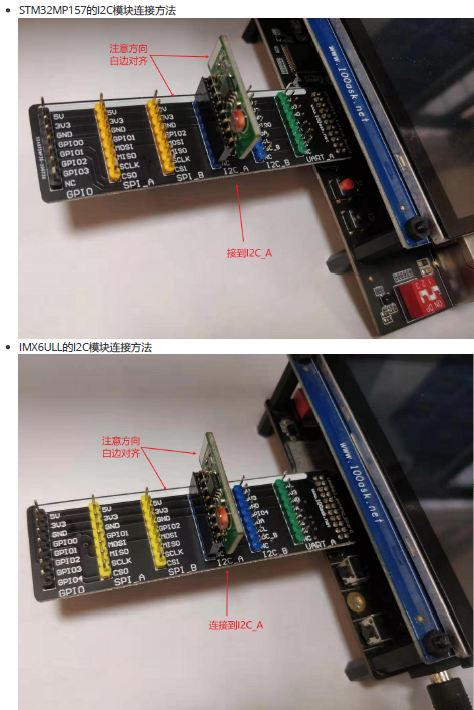 STM32MP157的I2C模块连接方法
注意方向
白边对齐
www.100ask.net
5V
3V3
GND
GPIO0
GPIO1
GPIO2
GPIO3
NC
GPIO
5V
3V3
GND
GPIO1
MOSI
MISO
SCLK
CS0
SPI_A
5V
3V3
GND
GPIO2
MOSI
MISO
SCLK
CS1
SPI_B
I2C_A
I2C_B
UART_A
接到I2C_A
ON DP
1 2 3
IMX6ULL的I2C模块连接方法
注意方向
白边对齐
www.100ask.net
5V
3V3
GND
GPIO0
GPIO1
GPIO2
GPIO3
GPIO4
GPIO
5V
3V3
GND
GPIO1
MOSI
MISO
SCLK
CS0
SPI_A
5V
3V3
GND
GPIO2
MOSI
MISO
SCLK
CS1
SPI_B
I2C_A
I2C_B
UART_A
连接到I2C_A